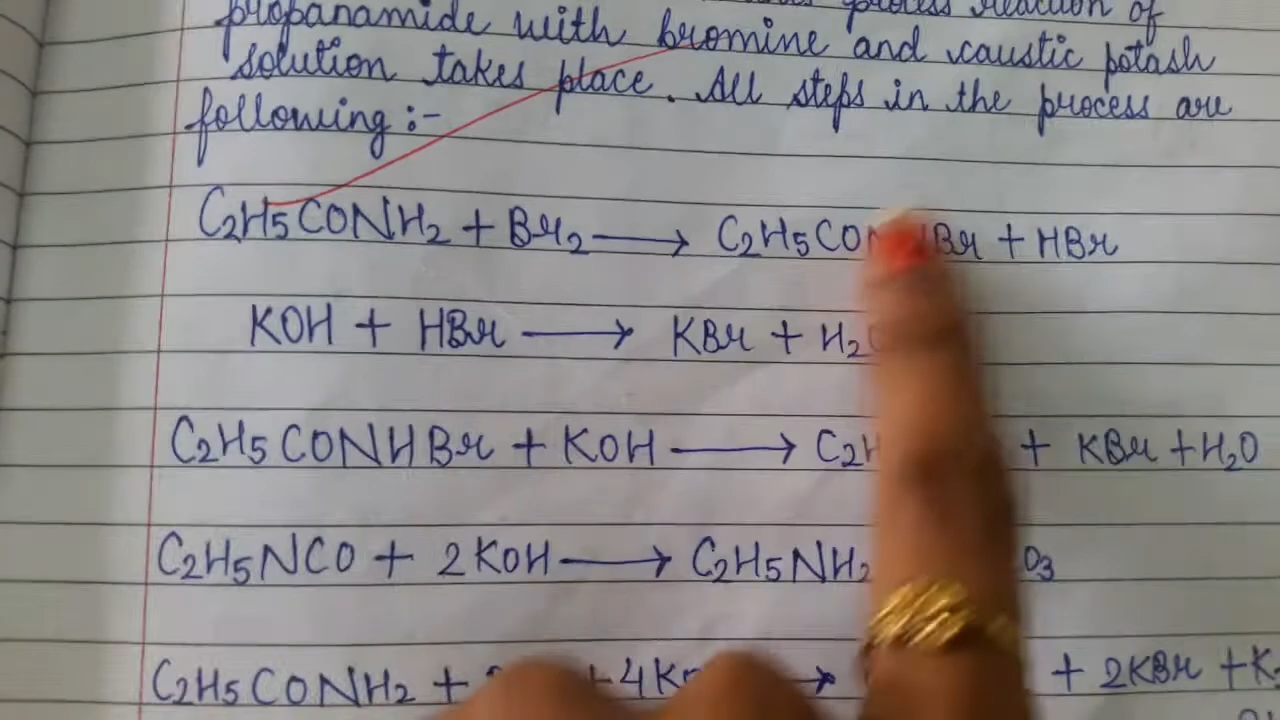 propanamide with bromine and caustic potash
solution takes place. All steps in the process are
following :-
C2H5CONH2 + Br2 ⟶ C2H5CO Br + HBr
KOH + HBr ⟶ KBr + H2
C2H5CONHBr + KOH ⟶ C2H + KBr + H2O
C2H5NCO + 2KOH ⟶ C2H5NH2 O3
C2H5CONH2 + + 4K ⟶ + 2KBr + K